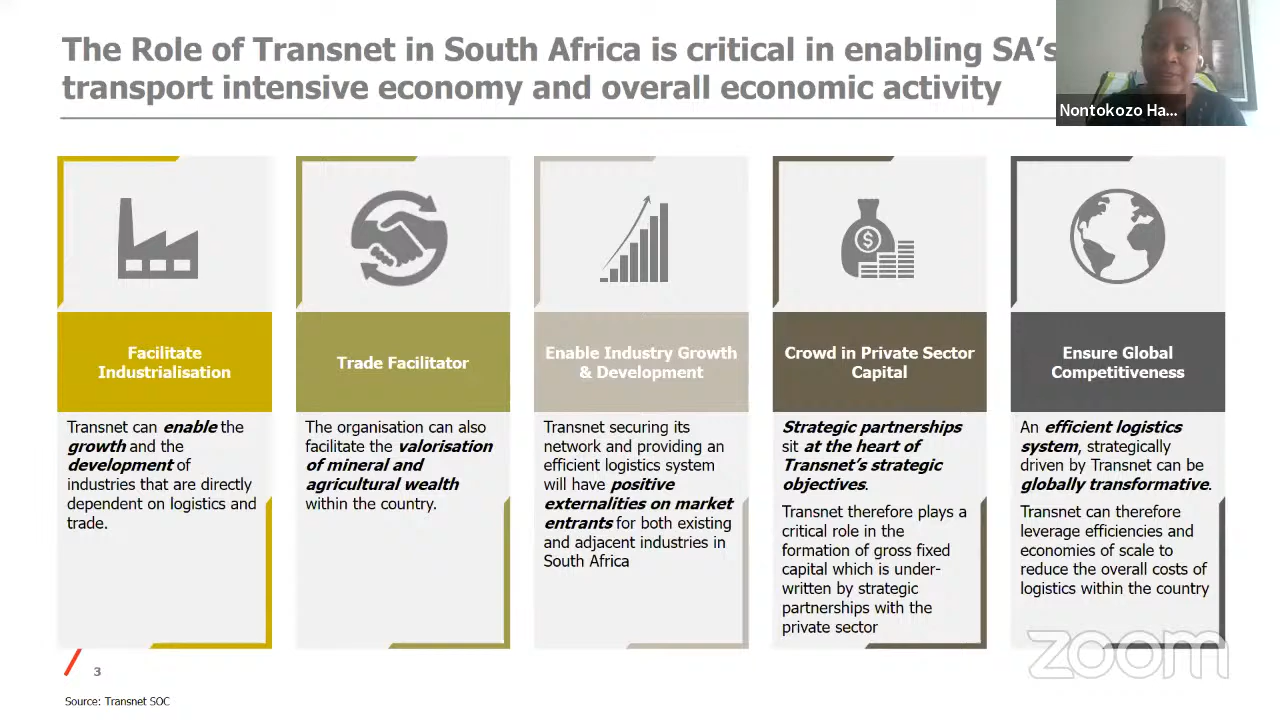 The Role of Transnet in South Africa is critical in enabling SA's
transport intensive economy and overall economic activity
Nontokozo Ha...
Facilitate
Industrialisation
Transnet can enable the
growth and the
development of
industries that are directly
dependent on logistics and
trade.
Trade Facilitator
The organisation can also
facilitate the valorisation
of mineral and
agricultural wealth
within the country.
Enable Industry Growth
& Development
Transnet securing its
network and providing an
efficient logistics system
will have positive
externalities on market
entrants for both existing
and adjacent industries in
South Africa
$
Crowd in Private Sector
Capital
Strategic partnerships
sit at the heart of
Transnet's strategic
objectives.
Transnet therefore plays a
critical role in the
formation of gross fixed
capital which is under-
written by strategic
partnerships with the
private sector
Ensure Global
Competitiveness
An efficient logistics
system, strategically
driven by Transnet can be
globally transformative.
Transnet can therefore
leverage efficiencies and
economies of scale to
reduce the overall costs of
logistics within the country
zoom
3
Source: Transnet SOC